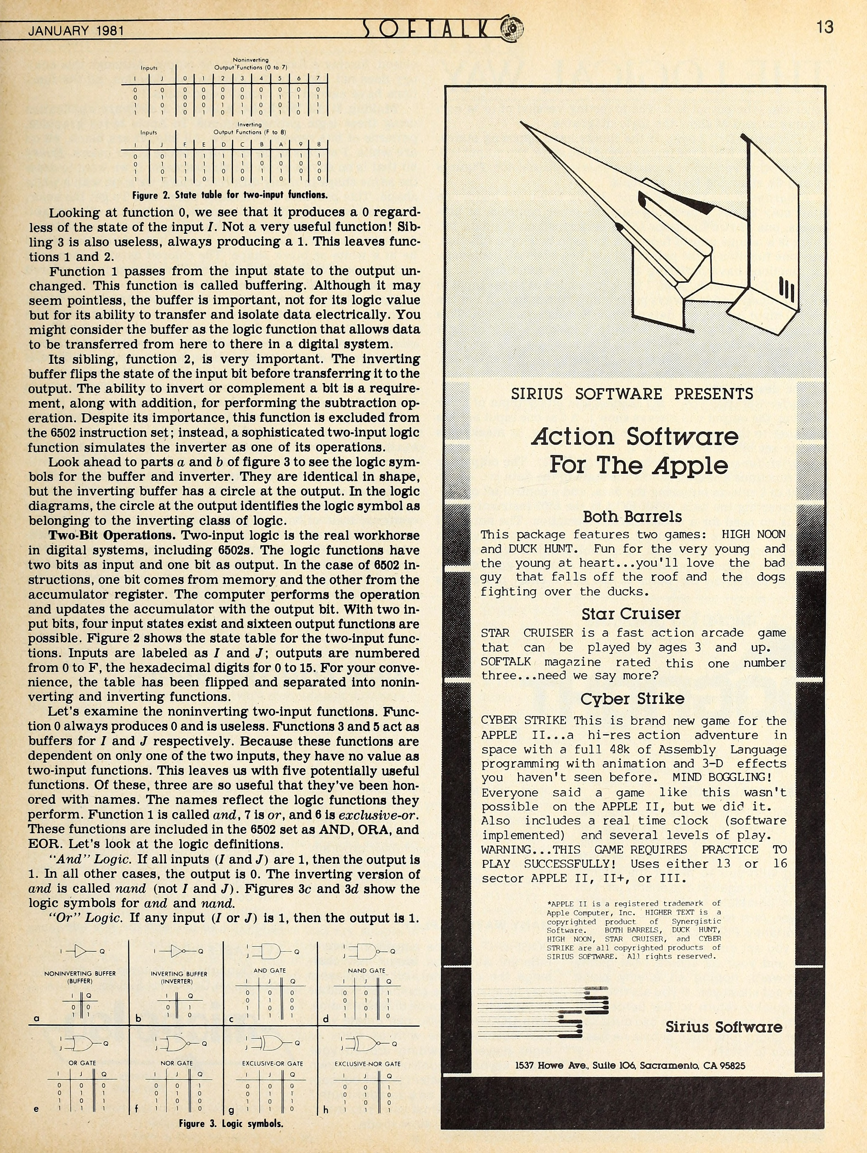 JANUARY 1981
SOFTALK
13
Noninverting
Inputs Output Functions (0 to 7)
I J 0 1 2 3 4 5 6 7
0 0 0 0 0 0 0 0 0 0
0 1 0 0 0 0 1 1 1 1
1 0 0 0 1 1 0 0 1 1
1 1 0 1 0 1 0 1 0 1
Inverting
Inputs Output Functions (F to 8)
I J F E D C B A 9 8
0 0 1 1 1 1 1 1 1 1
0 1 1 1 1 1 0 0 0 0
1 0 1 1 0 0 1 1 0 0
1 1 1 0 1 0 1 0 1 0
Figure 2. State table for two-input functions.
Looking at function 0, we see that it produces a 0 regard-
less of the state of the input I. Not a very useful function! Sib-
ling 3 is also useless, always producing a 1. This leaves func-
tions 1 and 2.
Function 1 passes from the input state to the output un-
changed. This function is called buffering. Although it may
seem pointless, the buffer is important, not for its logic value
but for its ability to transfer and isolate data electrically. You
might consider the buffer as the logic function that allows data
to be transferred from here to there in a digital system.
Its sibling, function 2, is very important. The inverting
buffer flips the state of the input bit before transferring it to the
output. The ability to invert or complement a bit is a require-
ment, along with addition, for performing the subtraction op-
eration. Despite its importance, this function is excluded from
the 6502 instruction set; instead, a sophisticated two-input logic
function simulates the inverter as one of its operations.
Look ahead to parts a and b of figure 3 to see the logic sym-
bols for the buffer and inverter. They are identical in shape,
but the inverting buffer has a circle at the output. In the logic
diagrams, the circle at the output identifies the logic symbol as
belonging to the inverting class of logic.
Two-Bit Operations. Two-input logic is the real workhorse
in digital systems, including 6502s. The logic functions have
two bits as input and one bit as output. In the case of 6502 in-
structions, one bit comes from memory and the other from the
accumulator register. The computer performs the operation
and updates the accumulator with the output bit. With two in-
put bits, four input states exist and sixteen output functions are
possible. Figure 2 shows the state table for the two-input func-
tions. Inputs are labeled as I and J; outputs are numbered
from 0 to F, the hexadecimal digits for 0 to 15. For your conve-
nience, the table has been flipped and separated into nonin-
verting and inverting functions.
Let's examine the noninverting two-input functions. Func-
tion 0 always produces 0 and is useless. Functions 3 and 5 act as
buffers for I and J respectively. Because these functions are
dependent on only one of the two inputs, they have no value as
two-input functions. This leaves us with five potentially useful
functions. Of these, three are so useful that they've been hon-
ored with names. The names reflect the logic functions they
perform. Function 1 is called and, 7 is or, and 6 is exclusive-or.
These functions are included in the 6502 set as AND, ORA, and
EOR. Let's look at the logic definitions.
"And" Logic. If all inputs (I and J) are 1, then the output is
1. In all other cases, the output is 0. The inverting version of
and is called nand (not I and J). Figures 3c and 3d show the
logic symbols for and and nand.
"Or" Logic. If any input (I or J) is 1, then the output is 1.
I Q
NONINVERTING BUFFER
(BUFFER)
I Q
0 0
1 1
a
I Q
INVERTING BUFFER
(INVERTER)
I Q
0 1
1 0
b
I J Q
AND GATE
I J Q
0 0 0
0 1 0
1 0 0
1 1 1
c
I J Q
NAND GATE
I J Q
0 0 1
0 1 1
1 0 1
1 1 0
d
I J Q
OR GATE
I J Q
0 0 0
0 1 1
1 0 1
1 1 1
e
I J Q
NOR GATE
I J Q
0 0 1
0 1 0
1 0 0
1 1 0
f
I J Q
EXCLUSIVE-OR GATE
I J Q
0 0 0
0 1 1
1 0 1
1 1 0
g
I J Q
EXCLUSIVE-NOR GATE
I J Q
0 0 1
0 1 0
1 0 0
1 1 1
h
Figure 3. Logic symbols.
SIRIUS SOFTWARE PRESENTS
Action Software
For The Apple
Both Barrels
This package features two games: HIGH NOON
and DUCK HUNT. Fun for the very young and
the young at heart...you'll love the bad
guy that falls off the roof and the dogs
fighting over the ducks.
Star Cruiser
STAR CRUISER is a fast action arcade game
that can be played by ages 3 and up.
SOFTALK magazine rated this one number
three...need we say more?
Cyber Strike
CYBER STRIKE This is brand new game for the
APPLE II...a hi-res action adventure in
space with a full 48k of Assembly Language
programming with animation and 3-D effects
you haven't seen before. MIND BOGGLING!
Everyone said a game like this wasn't
possible on the APPLE II, but we did it.
Also includes a real time clock (software
implemented) and several levels of play.
WARNING...THIS GAME REQUIRES PRACTICE TO
PLAY SUCCESSFULLY! Uses either 13 or 16
sector APPLE II, II+, or III.
*APPLE II is a registered trademark of
Apple Computer, Inc. HIGHER TEXT is a
copyrighted product of Synergistic
Software. BOTH BARRELS, DUCK HUNT,
HIGH NOON, STAR CRUISER, and CYBER
STRIKE are all copyrighted products of
SIRIUS SOFTWARE. All rights reserved.
Sirius Software
1537 Howe Ave., Suite 106, Sacramento, CA 95825